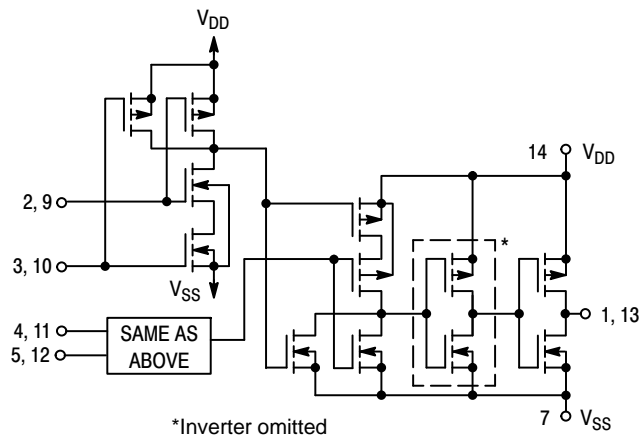 VDD
2, 9
3, 10
VSS
4, 11
5, 12
SAME AS
ABOVE
14 VDD
*
1, 13
7 VSS
*Inverter omitted